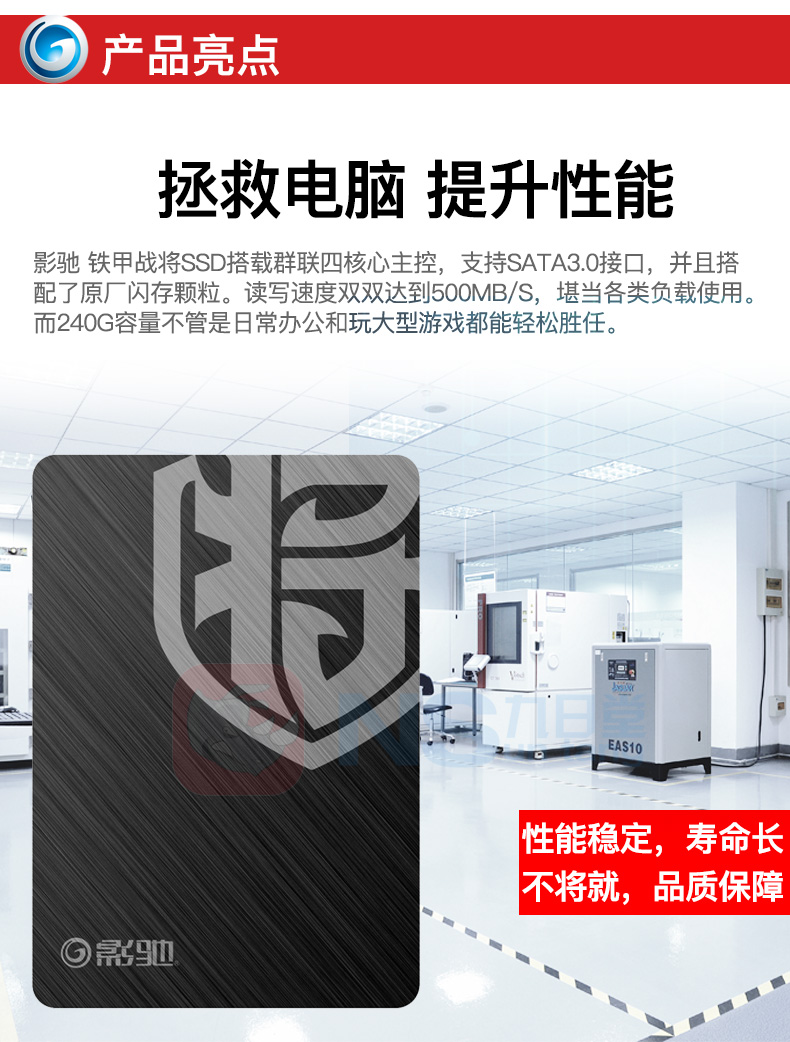 产品亮点
拯救电脑 提升性能
影驰 铁甲战将SSD搭载群联四核心主控，支持SATA3.0接口，并且搭
配了原厂闪存颗粒。读写速度双双达到500MB/S，堪当各类负载使用。
而240G容量不管是日常办公和玩大型游戏都能轻松胜任。
将
EAS10
性能稳定，寿命长
不将就，品质保障
影驰